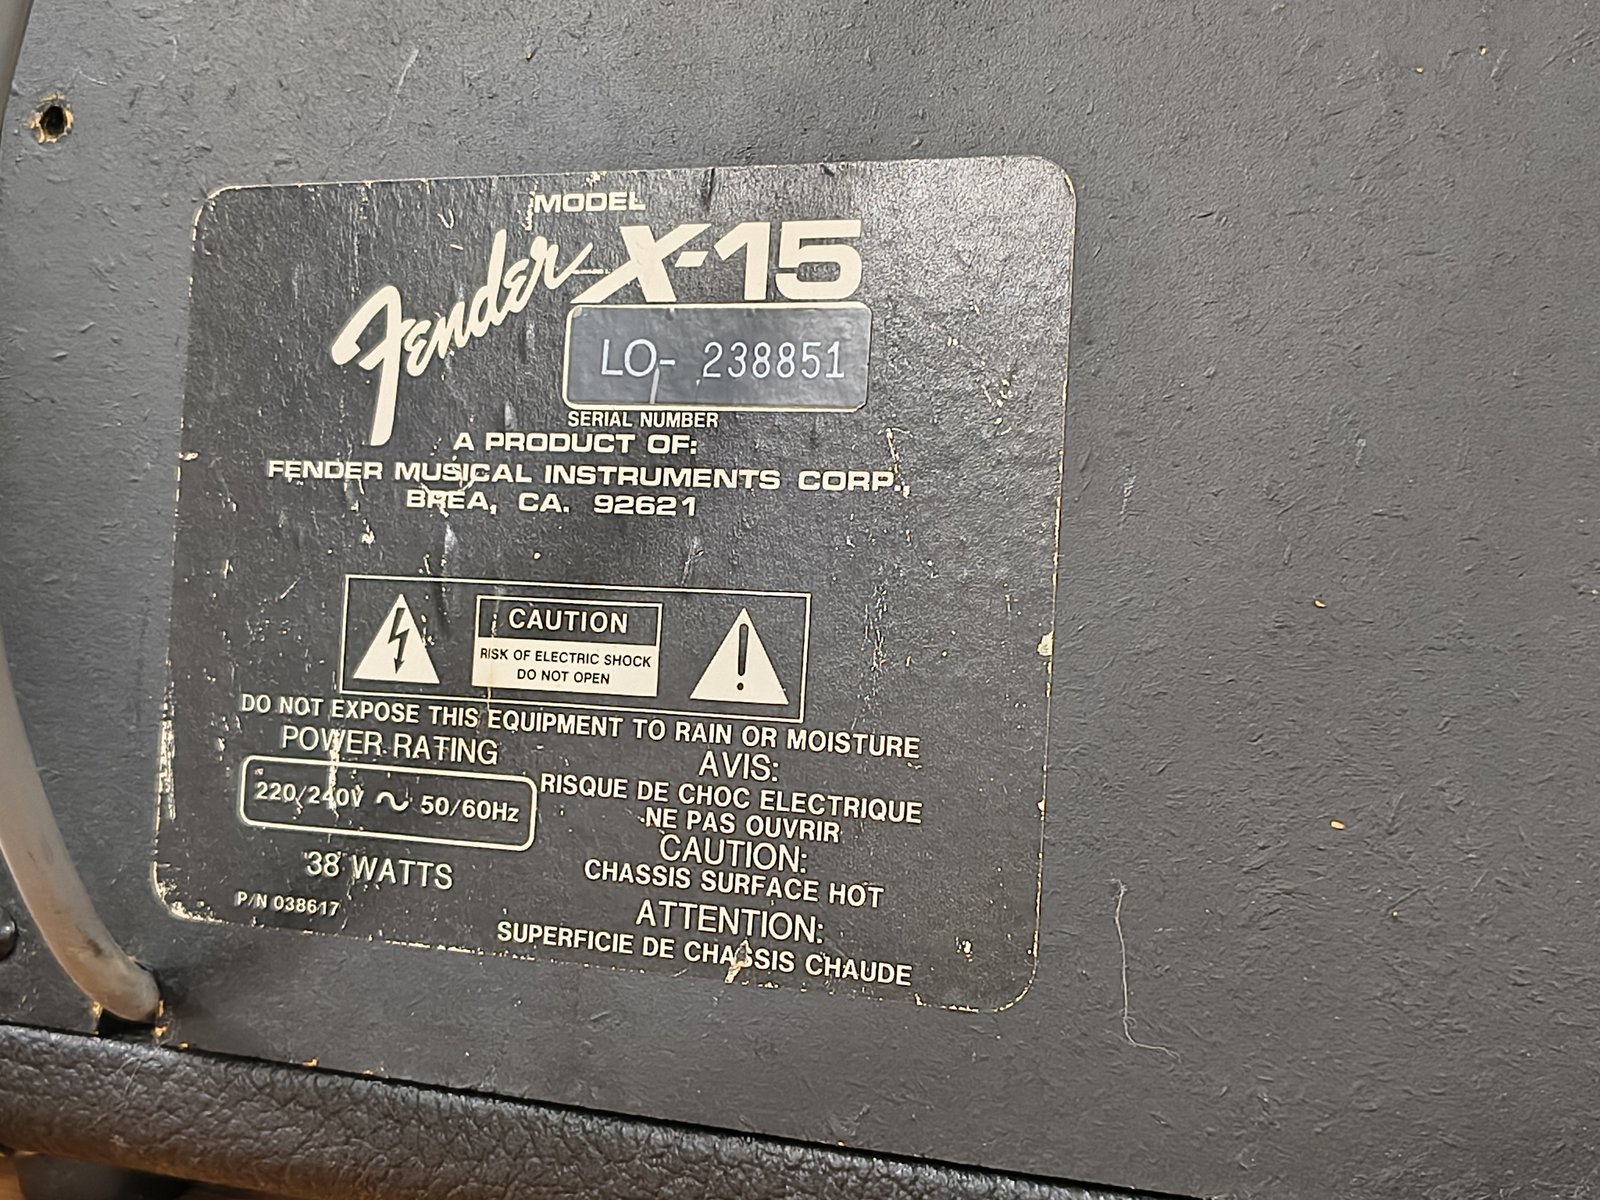 MODEL
Fender X-15
LO- 238851
SERIAL NUMBER
A PRODUCT OF:
FENDER MUSICAL INSTRUMENTS CORP.,
BREA, CA. 92621
CAUTION
RISK OF ELECTRIC SHOCK
DO NOT OPEN
DO NOT EXPOSE THIS EQUIPMENT TO RAIN OR MOISTURE
POWER RATING
220/240V ~ 50/60Hz
38 WATTS
P/N 038617
AVIS:
RISQUE DE CHOC ELECTRIQUE
NE PAS OUVRIR
CAUTION:
CHASSIS SURFACE HOT
ATTENTION:
SUPERFICIE DE CHASSIS CHAUDE